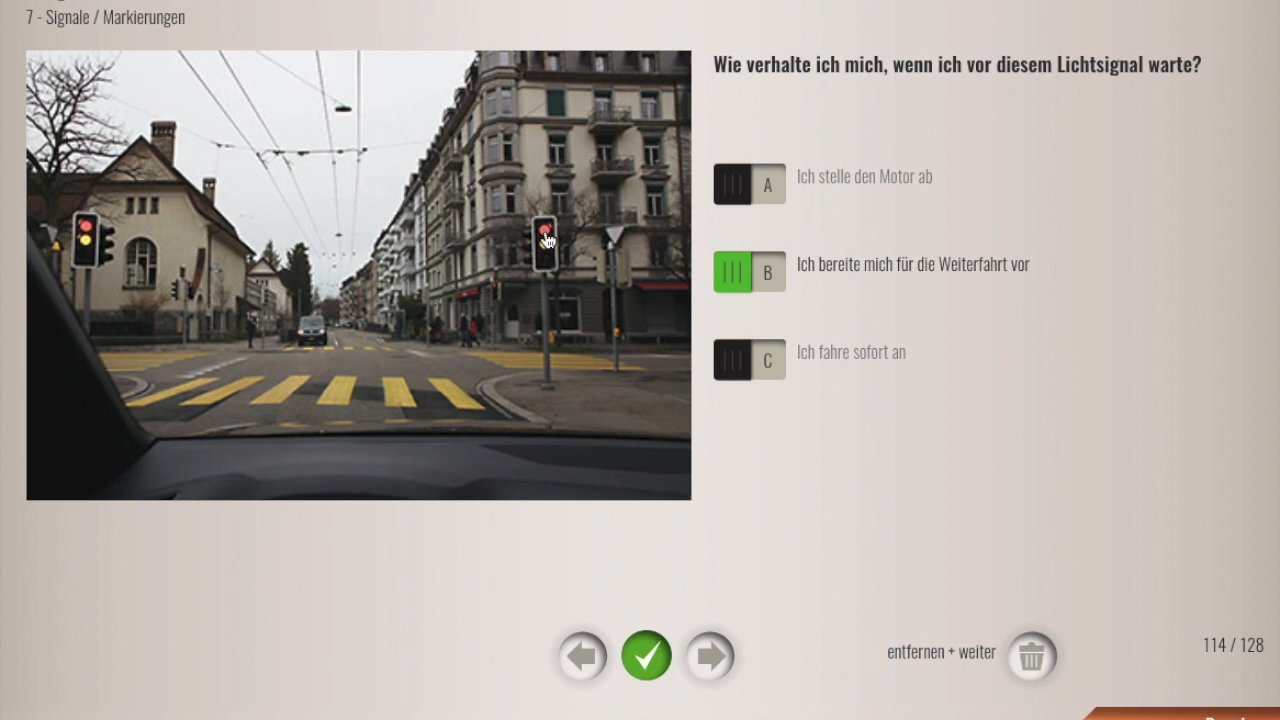 7 - Signale / Markierungen
Wie verhalte ich mich, wenn ich vor diesem Lichtsignal warte?
A Ich stelle den Motor ab
B Ich bereite mich für die Weiterfahrt vor
C Ich fahre sofort an
entfernen + weiter
114 / 128